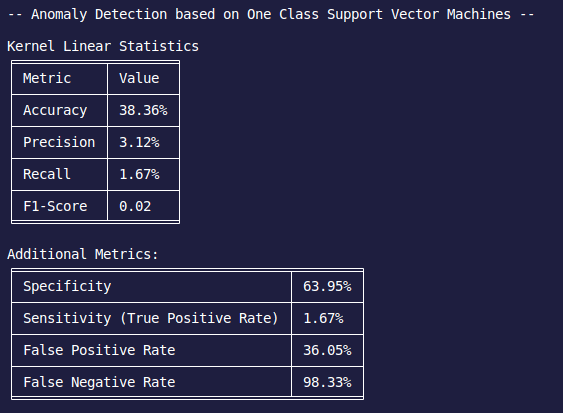 -- Anomaly Detection based on One Class Support Vector Machines --
Kernel Linear Statistics
Metric Value
Accuracy 38.36%
Precision 3.12%
Recall 1.67%
F1-Score 0.02
Additional Metrics:
Specificity 63.95%
Sensitivity (True Positive Rate) 1.67%
False Positive Rate 36.05%
False Negative Rate 98.33%